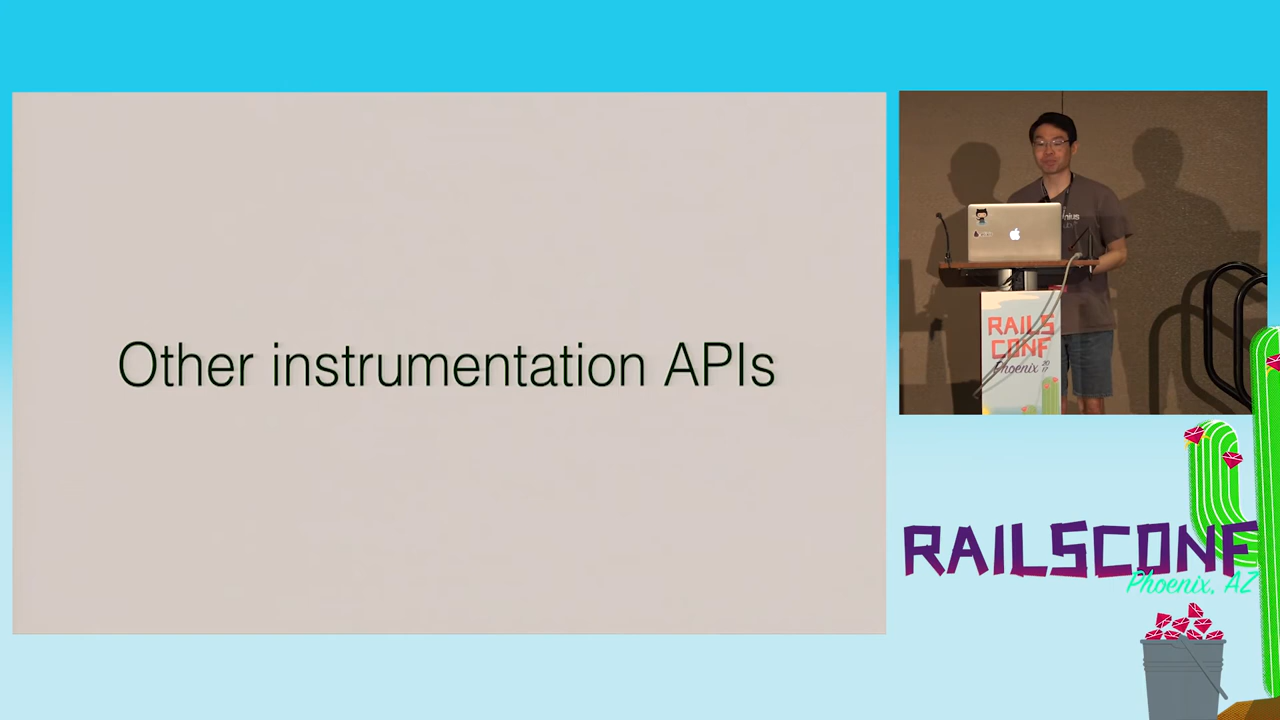 Other instrumentation APIs
RAILS
CONF
Phoenix
RAILSCONF
Phoenix, AZ